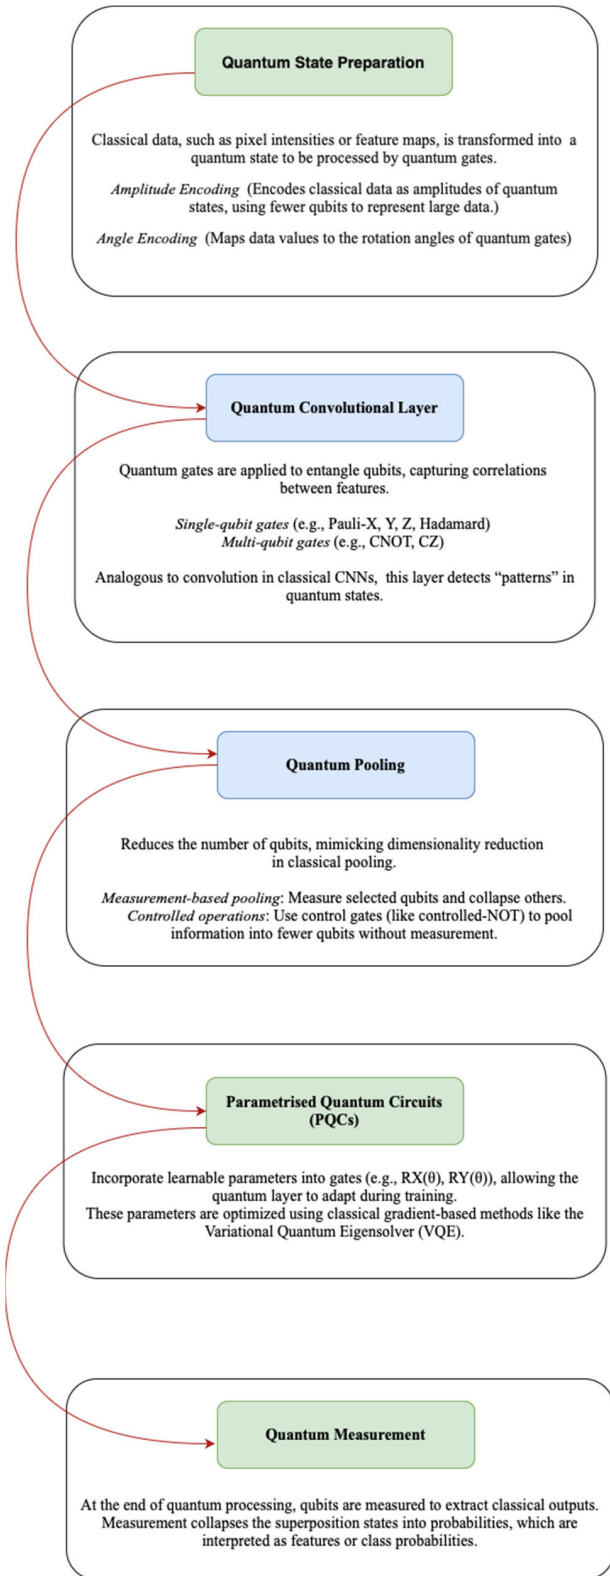 Quantum State Preparation
Classical data, such as pixel intensities or feature maps, is transformed into a
quantum state to be processed by quantum gates.
Amplitude Encoding (Encodes classical data as amplitudes of quantum
states, using fewer qubits to represent large data.)
Angle Encoding (Maps data values to the rotation angles of quantum gates)
Quantum Convolutional Layer
Quantum gates are applied to entangle qubits, capturing correlations
between features.
Single-qubit gates (e.g., Pauli-X, Y, Z, Hadamard)
Multi-qubit gates (e.g., CNOT, CZ)
Analogous to convolution in classical CNNs, this layer detects “patterns” in
quantum states.
Quantum Pooling
Reduces the number of qubits, mimicking dimensionality reduction
in classical pooling.
Measurement-based pooling: Measure selected qubits and collapse others.
Controlled operations: Use control gates (like controlled-NOT) to pool
information into fewer qubits without measurement.
Parametrised Quantum Circuits
(PQCs)
Incorporate learnable parameters into gates (e.g., RX(θ), RY(θ)), allowing the
quantum layer to adapt during training.
These parameters are optimized using classical gradient-based methods like the
Variational Quantum Eigensolver (VQE).
Quantum Measurement
At the end of quantum processing, qubits are measured to extract classical outputs.
Measurement collapses the superposition states into probabilities, which are
interpreted as features or class probabilities.